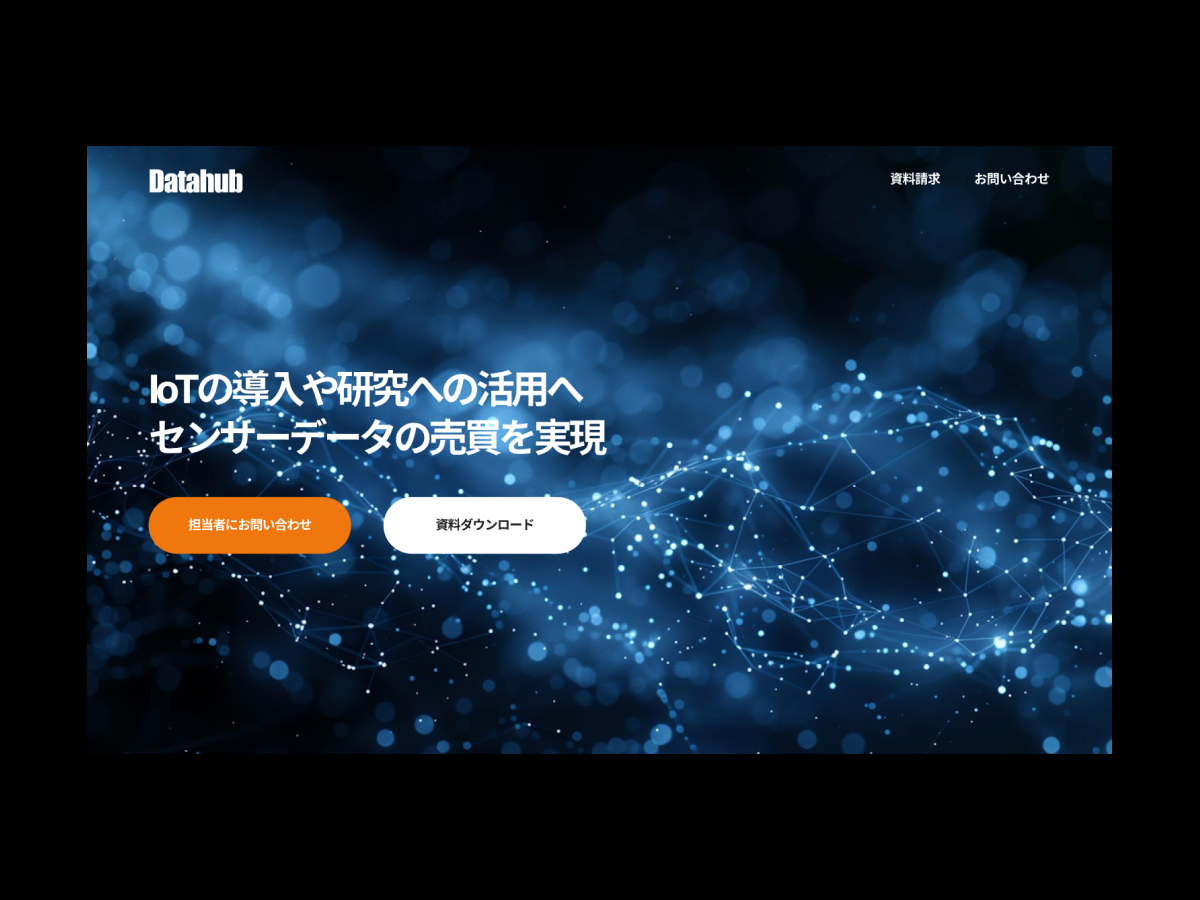 Datahub
資料請求
お問い合わせ
IoTの導入や研究への活用へ
センサーデータの売買を実現
担当者にお問い合わせ
資料ダウンロード